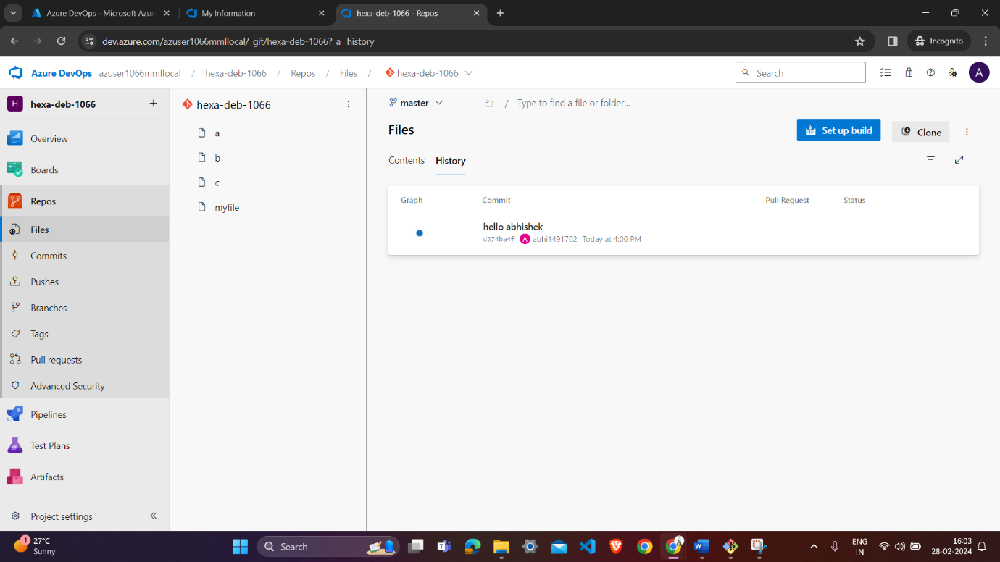 Azure DevOps - Microsoft Azur
My Information
hexa-deb-1066 - Repos
dev.azure.com/azuser1066mmllocal/_git/hexa-deb-1066?_a=history
Incognito
Azure DevOps azuser1066mmllocal / hexa-deb-1066 / Repos / Files / hexa-deb-1066
Search
A
H hexa-deb-1066
Overview
Boards
Repos
Files
Commits
Pushes
Branches
Tags
Pull requests
Advanced Security
Pipelines
Test Plans
Artifacts
Project settings
hexa-deb-1066
a
b
c
myfile
master / Type to find a file or folder...
Files
Set up build
Clone
Contents History
Graph Commit Pull Request Status
hello abhishek
d274ba4f A abhi1491702 Today at 4:00 PM
1 27°C
Sunny
Search
ENG
IN
16:03
28-02-2024